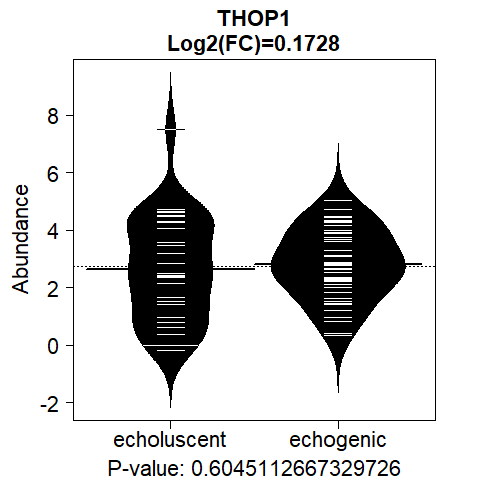 THOP1
Log2(FC)=0.1728
Abundance
8
6
4
2
0
-2
echoluscent echogenic
P-value: 0.6045112667329726